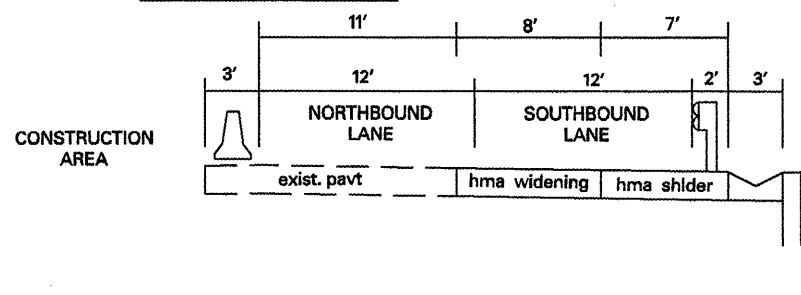 11' 8' 7'
3' 12' 12' 2' 3'
NORTHBOUND SOUTHBOUND
LANE LANE
CONSTRUCTION
AREA
exist. pavt hma widening hma shlder